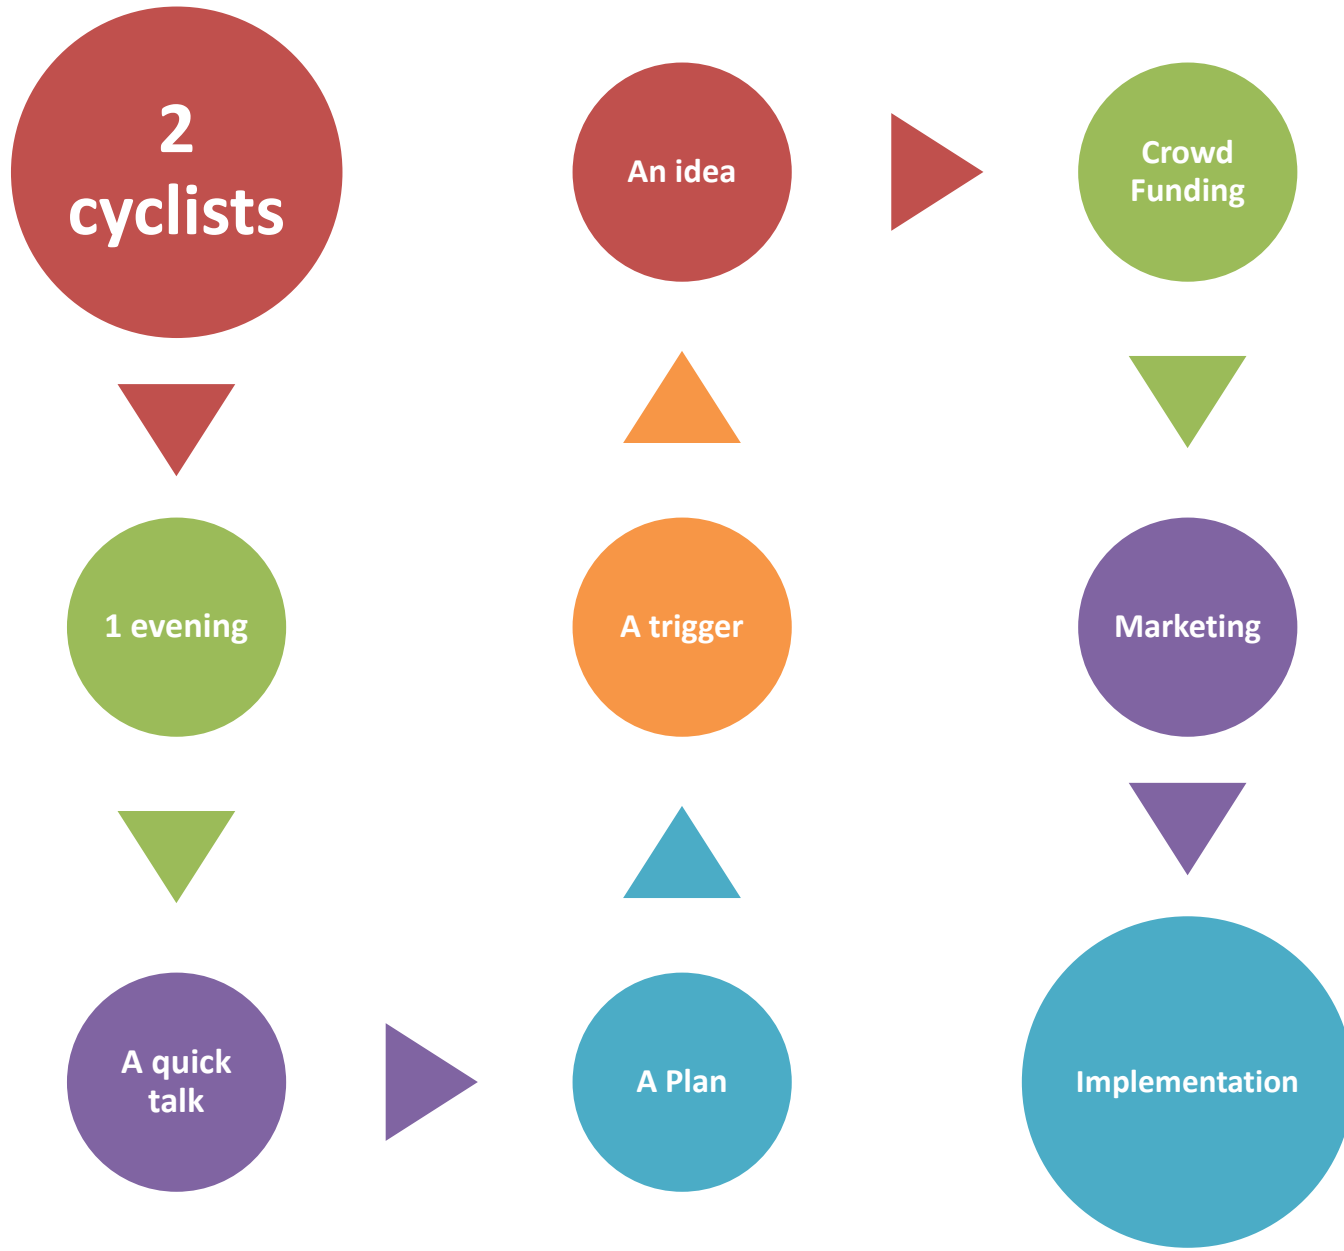 2
cyclists
1 evening
A quick
talk
A Plan
A trigger
An idea
Crowd
Funding
Marketing
Implementation